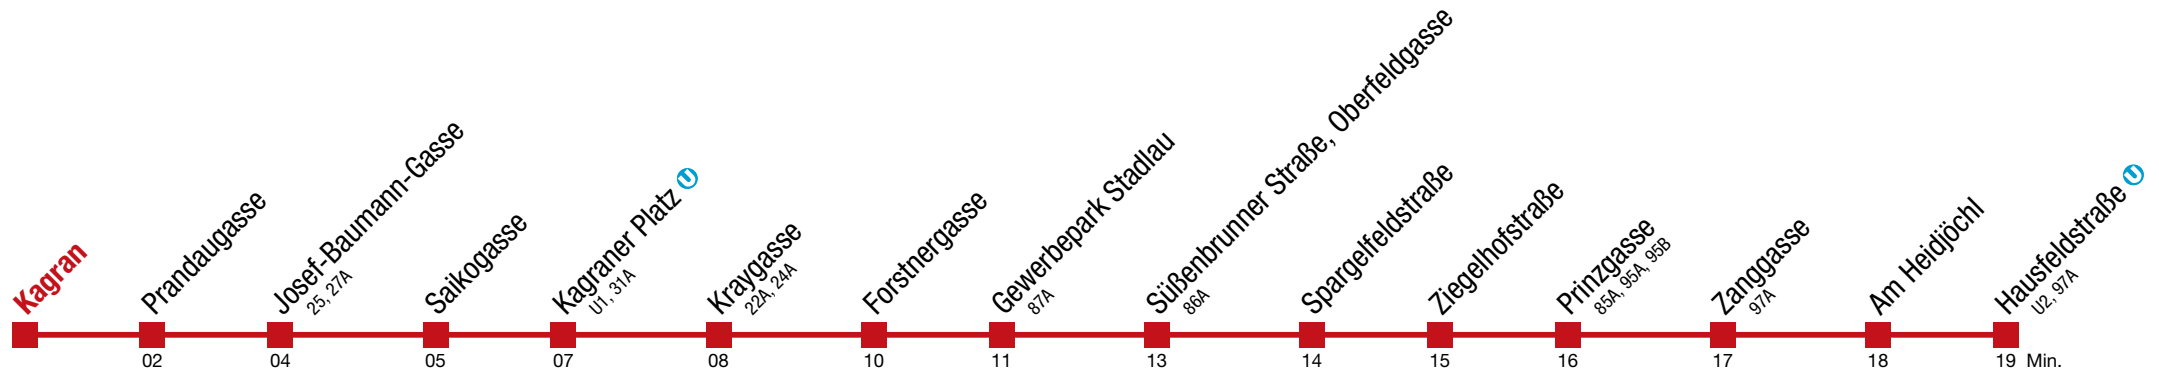 Kagran
Prandaugasse
Josef-Baumann-Gasse
25, 27A
Saikogasse
Kagraner Platz
U1, 31A
Kraygasse
22A, 24A
Forstnergasse
Gewerbepark Stadlau
87A
Süßenbrunner Straße, Oberfeldgasse
86A
Spargelfeldstraße
Ziegelhofstraße
Prinzgasse
85A, 95A, 95B
Zanggasse
97A
Am Heidjöchl
Hausfeldstraße
U2, 97A
02 04 05 07 08 10 11 13 14 15 16 17 18 19 Min.